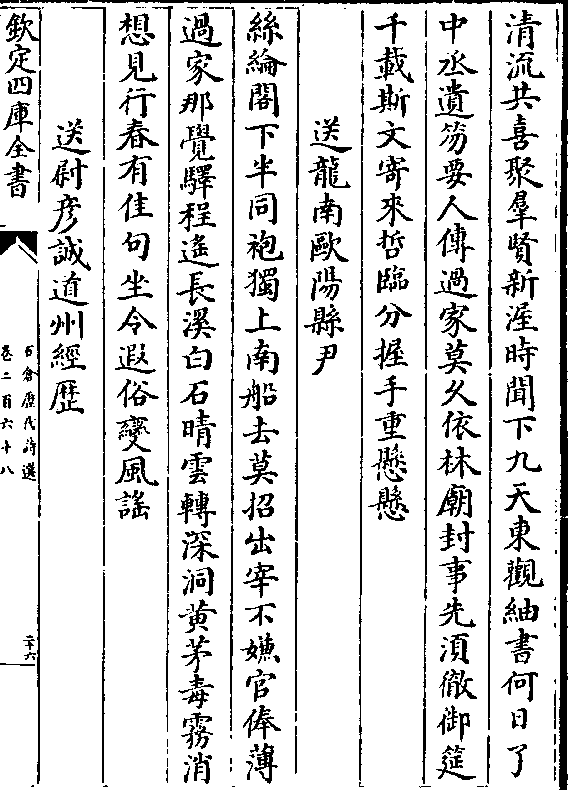 清流共喜聚羣賢新渥時聞下九天東觀紬書何日了
中丞遺笏要人傳過家莫久依林廟封事先須徹御筵
千載斯文寄來哲臨分握手重懸懸
送龍南歐陽縣尹
絲綸閣下半同袍獨上南船去莫招出宰不嫌官俸薄
過家那覺驛程遙長溪白石晴雲轉深洞黄茅毒霧消
想見行春有佳句坐令遐俗變風謡
送尉彦誠道州經歴
欽定四庫全書
石倉歴代詩選
卷二百六十八
二十六